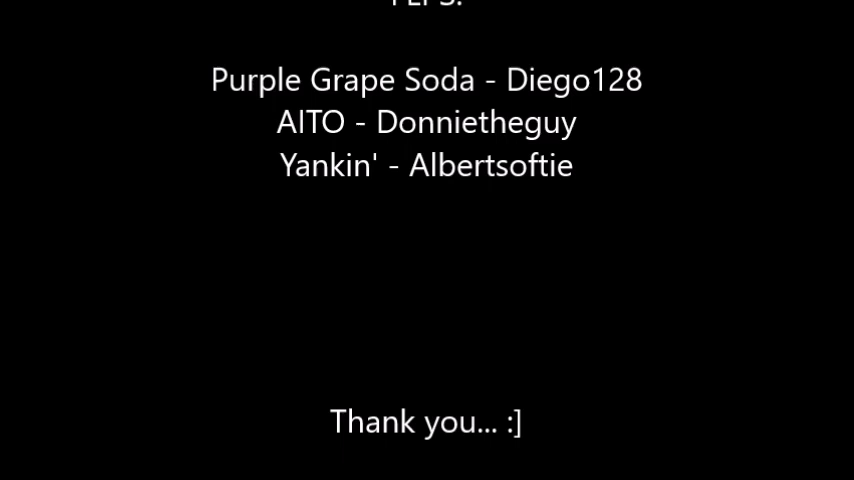 Purple Grape Soda - Diego128
AITO - Donnietheguy
Yankin' - Albertsoftie
Thank you... :]